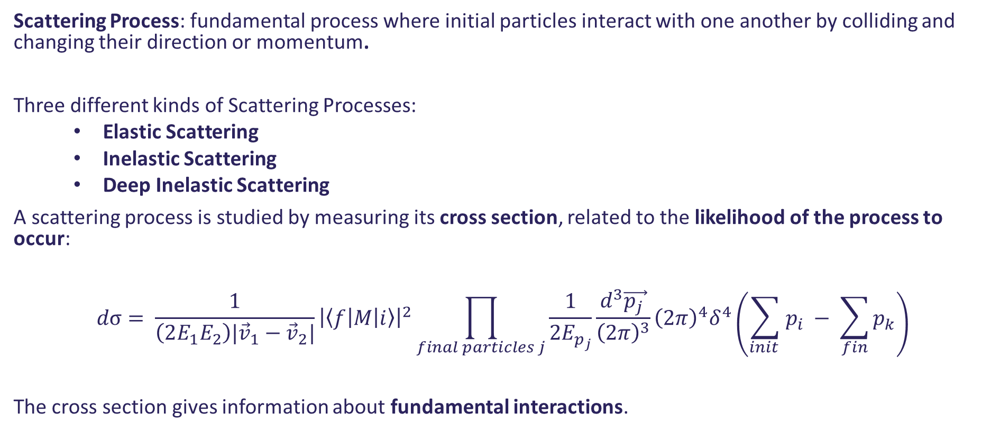 Scattering Process: fundamental process where initial particles interact with one another by colliding and
changing their direction or momentum.
Three different kinds of Scattering Processes:
• Elastic Scattering
• Inelastic Scattering
• Deep Inelastic Scattering
A scattering process is studied by measuring its cross section, related to the likelihood of the process to
occur:
$d\sigma = \frac{1}{(2E_1E_2)|\vec{v}_1 - \vec{v}_2|} |\langle f|M|i\rangle|^2 \prod_{final\ particles\ j} \frac{1}{2E_{p_j}} \frac{d^3\vec{p_j}}{(2\pi)^3} (2\pi)^4 \delta^4 \left( \sum_{init} p_i - \sum_{fin} p_k \right)$
The cross section gives information about fundamental interactions.